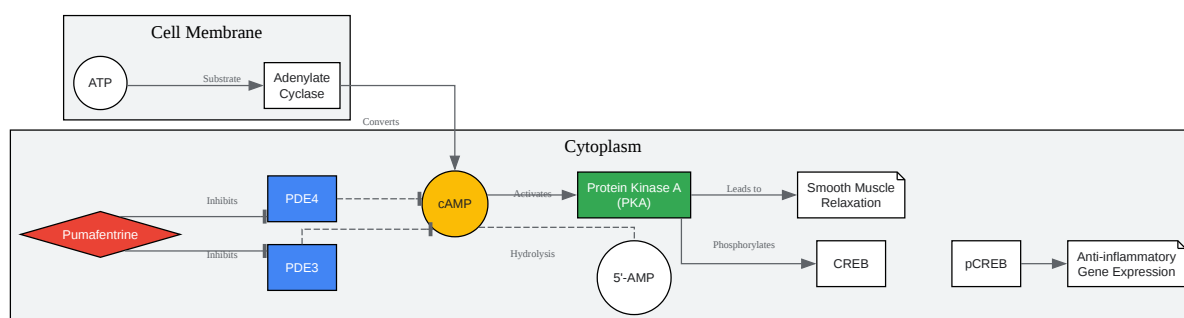 Cell Membrane
ATP
Substrate
Adenylate
Cyclase
Converts
Cytoplasm
Pumafentrine
Inhibits
Inhibits
PDE4
PDE3
cAMP
Activates
Hydrolysis
5'-AMP
Protein Kinase A
(PKA)
Leads to
Smooth Muscle
Relaxation
Phosphorylates
CREB
pCREB
Anti-inflammatory
Gene Expression